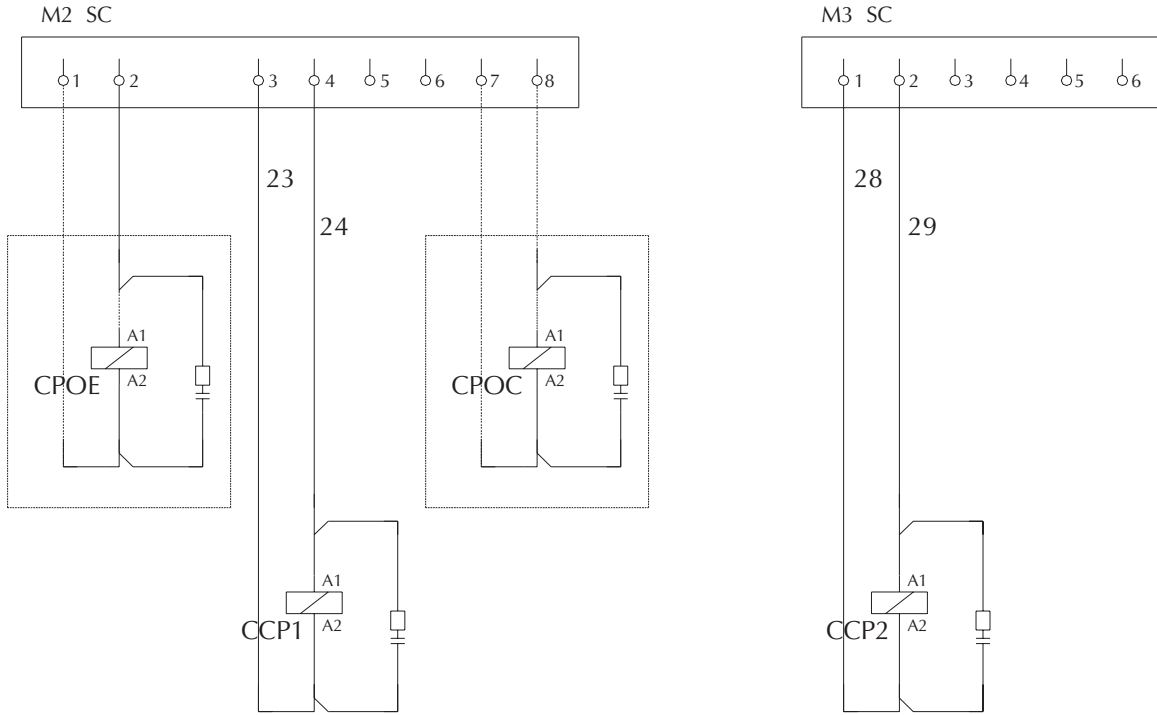 M2 SC
M3 SC
1 2 3 4 5 6 7 8
1 2 3 4 5 6
23
28
24
29
A1
CPOE A2
A1
CPOC A2
A1
CCP1 A2
A1
CCP2 A2